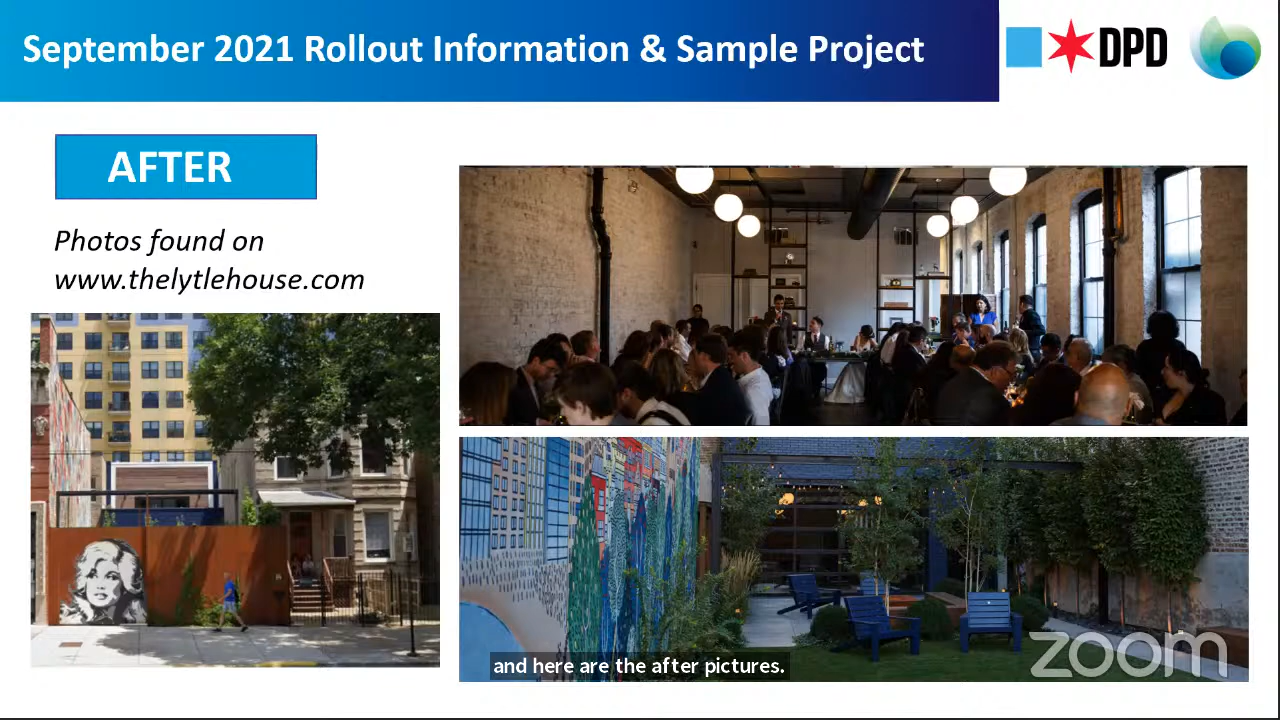 September 2021 Rollout Information & Sample Project
DPD
AFTER
Photos found on
www.thelytlehouse.com
and here are the after pictures.
zoom